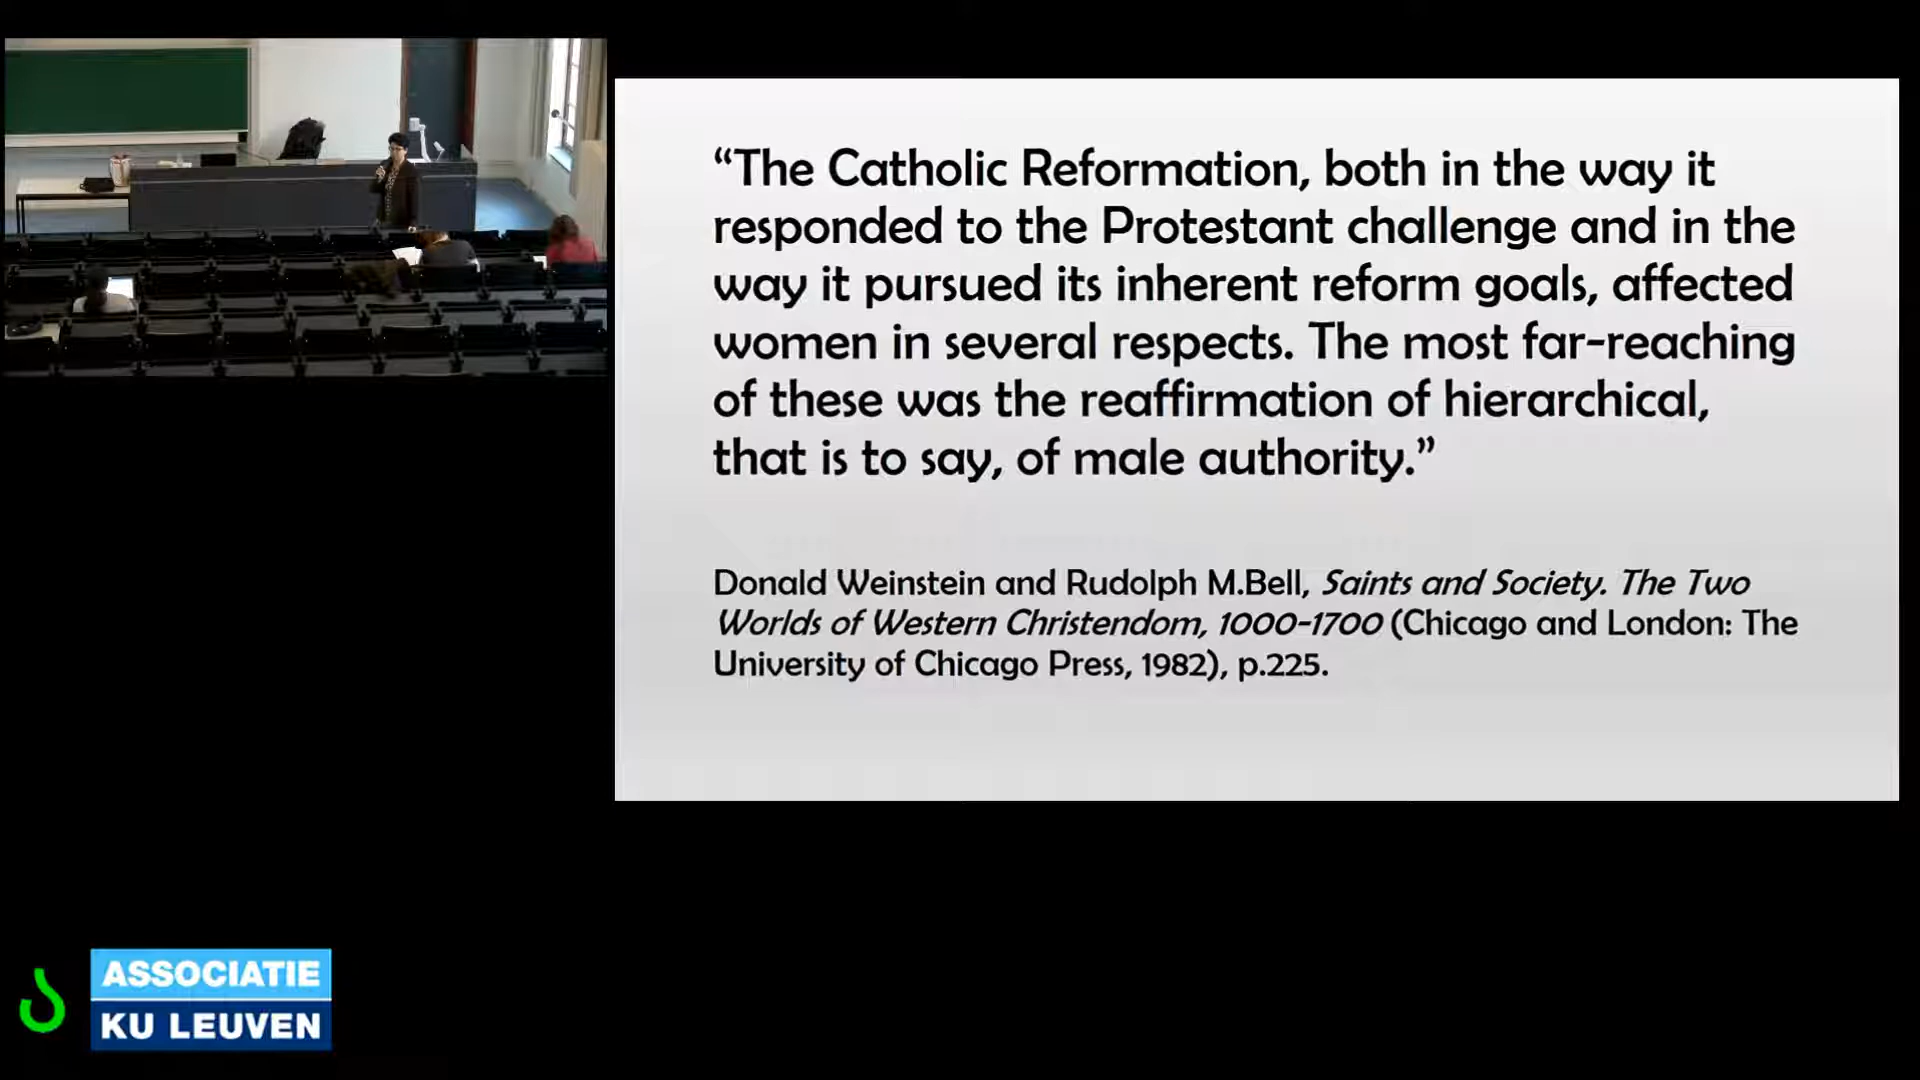 “The Catholic Reformation, both in the way it
responded to the Protestant challenge and in the
way it pursued its inherent reform goals, affected
women in several respects. The most far-reaching
of these was the reaffirmation of hierarchical,
that is to say, of male authority.”
Donald Weinstein and Rudolph M.Bell, Saints and Society. The Two
Worlds of Western Christendom, 1000-1700 (Chicago and London: The
University of Chicago Press, 1982), p.225.
ASSOCIATIE
KU LEUVEN